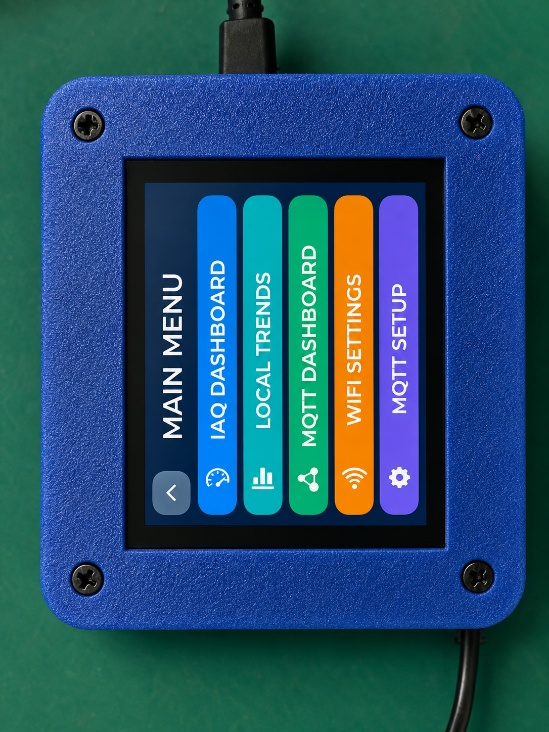 MAIN MENU
IAQ DASHBOARD
LOCAL TRENDS
MQTT DASHBOARD
WIFI SETTINGS
MQTT SETUP